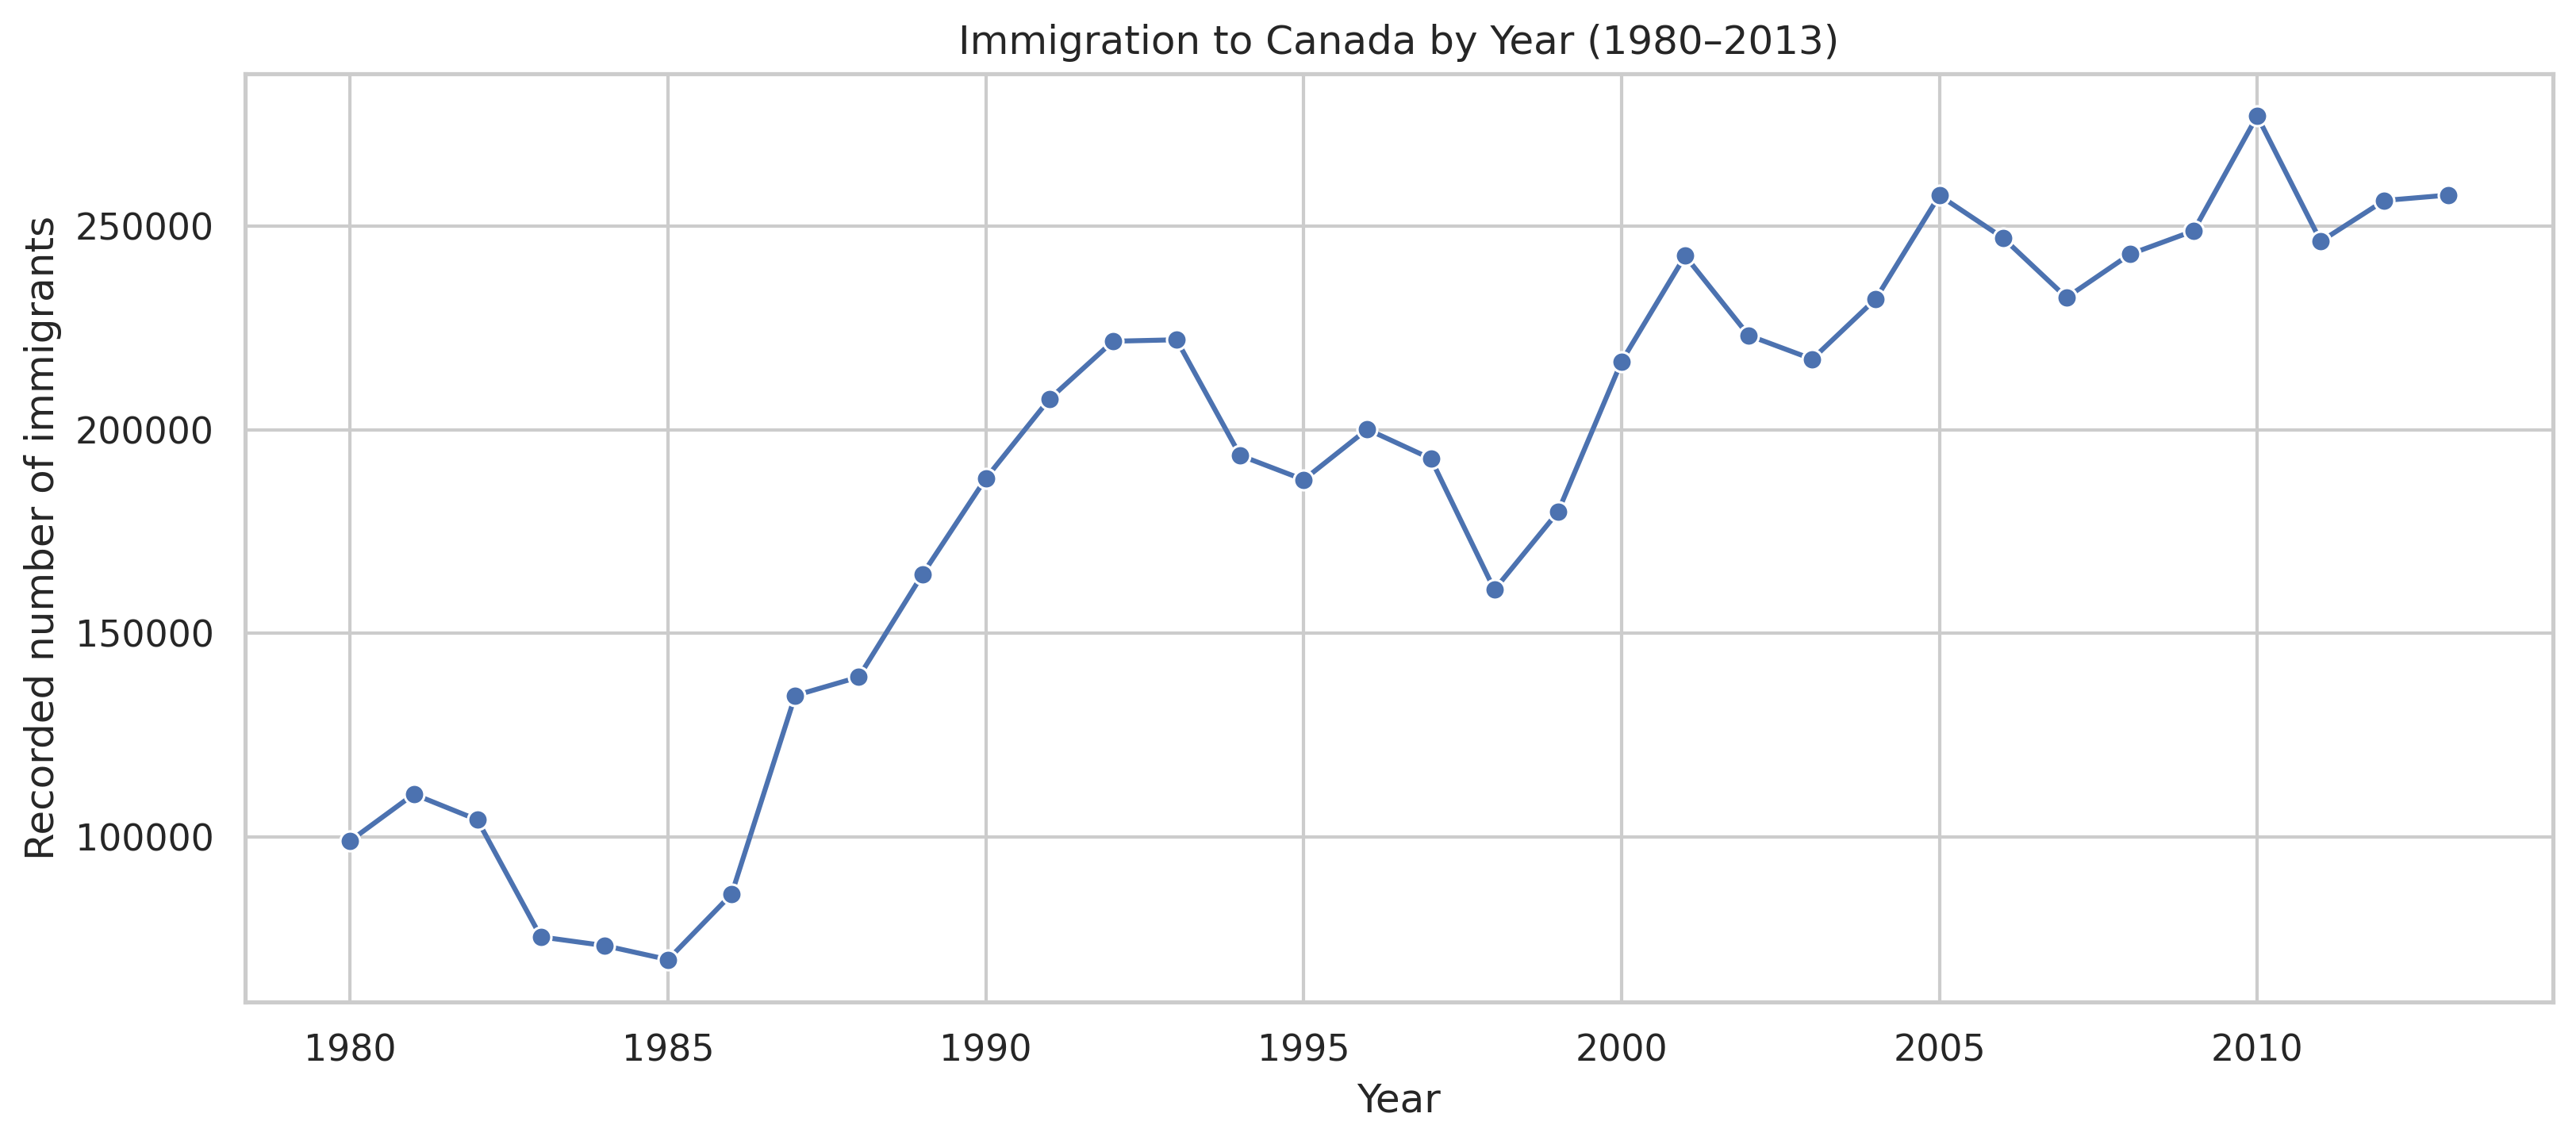 Immigration to Canada by Year (1980–2013)
Recorded number of immigrants
250000
200000
150000
100000
1980 1985 1990 1995 2000 2005 2010
Year